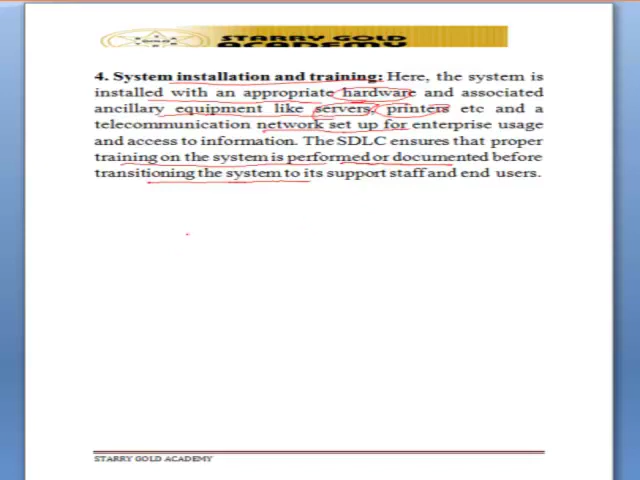 STARRY GOLD
ACADEMY
4. System installation and training: Here, the system is
installed with an appropriate hardware and associated
ancillary equipment like servers, printers etc and a
telecommunication network set up for enterprise usage
and access to information. The SDLC ensures that proper
training on the system is performed or documented before
transitioning the system to its support staff and end users.
STARRY GOLD ACADEMY